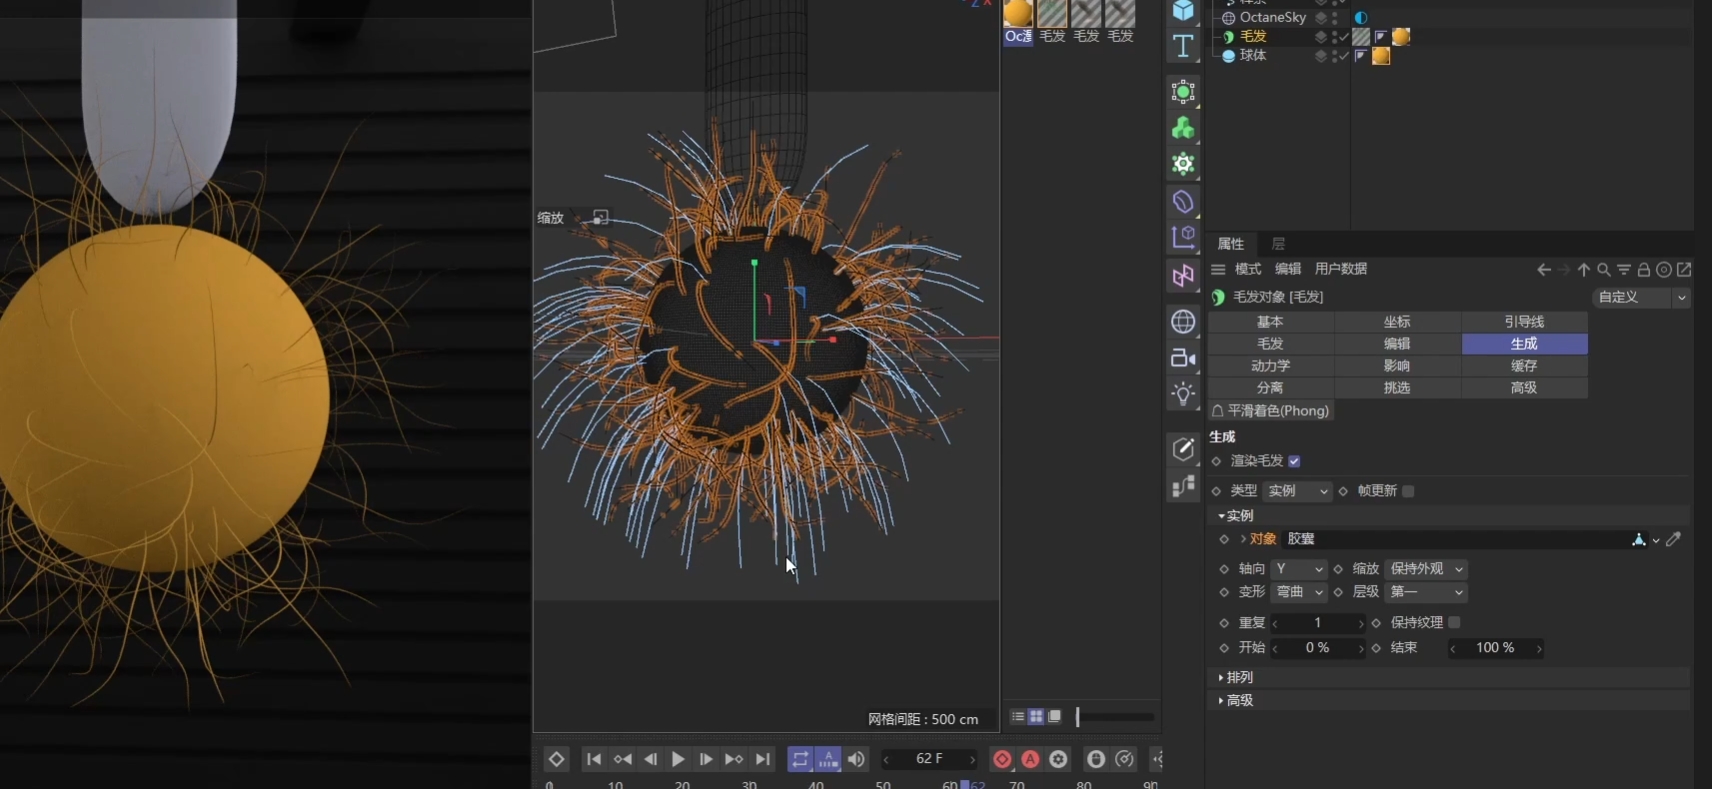 OctaneSky
毛发
球体
毛发
毛发
毛发
Z X
缩放
网格间距 : 500 cm
62 F
0 10 20 30 40 50 60 62 70 80 90
属性 层
模式 编辑 用户数据
毛发对象 [毛发] 自定义
基本 坐标 引导线
毛发 编辑 生成
动力学 影响 缓存
分离 挑选 高级
平滑着色(Phong)
生成
渲染毛发
类型 实例 帧更新
实例
对象 胶囊
轴向 Y 缩放 保持外观
变形 弯曲 层级 第一
重复 1 保持纹理
开始 0 % 结束 100 %
排列
高级